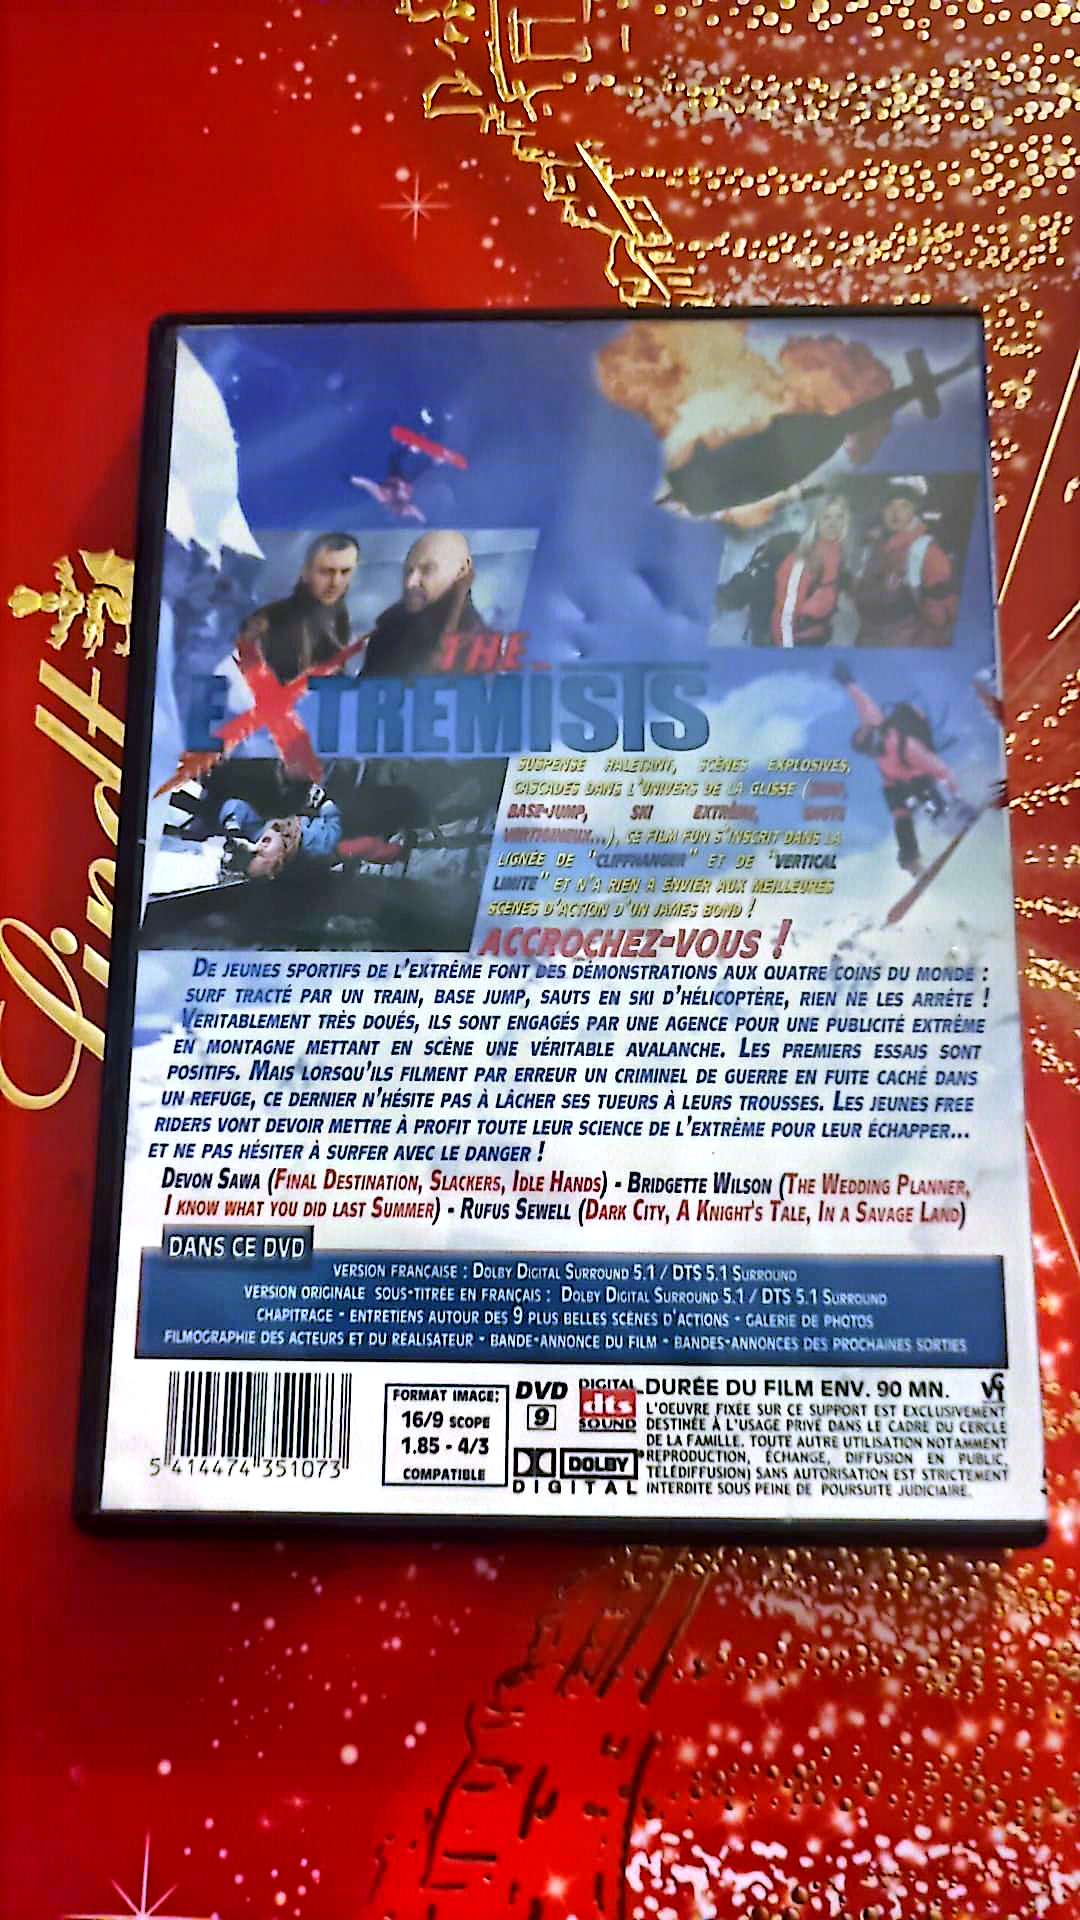 Lindt
THE
EXTREMISTS
SUSPENSE HALETANT, SCÈNES EXPLOSIVES,
CASCADES DANS L'UNIVERS DE LA GLISSE (
BASE-JUMP, SKI EXTRÊME,
...), CE FILM FUN S'INSCRIT DANS LA
LIGNÉE DE "CLIFFHANGER" ET DE "VERTICAL
LIMITE" ET N'A RIEN A ENVIER AUX MEILLEURES
SCENES D'ACTION D'UN JAMES BOND !
ACCROCHEZ-VOUS !
DE JEUNES SPORTIFS DE L'EXTRÊME FONT DES DÉMONSTRATIONS AUX QUATRE COINS DU MONDE :
SURF TRACTÉ PAR UN TRAIN, BASE JUMP, SAUTS EN SKI D'HÉLICOPTÈRE, RIEN NE LES ARRÊTE !
VERITABLEMENT TRÈS DOUÉS, ILS SONT ENGAGÉS PAR UNE AGENCE POUR UNE PUBLICITÉ EXTRÊME
EN MONTAGNE METTANT EN SCÈNE UNE VÉRITABLE AVALANCHE. LES PREMIERS ESSAIS SONT
POSITIFS. MAIS LORSQU'ILS FILMENT PAR ERREUR UN CRIMINEL DE GUERRE EN FUITE CACHÉ DANS
UN REFUGE, CE DERNIER N'HÉSITE PAS À LÂCHER SES TUEURS À LEURS TROUSSES. LES JEUNES FREE
RIDERS VONT DEVOIR METTRE À PROFIT TOUTE LEUR SCIENCE DE L'EXTRÊME POUR LEUR ÉCHAPPER...
ET NE PAS HÉSITER À SURFER AVEC LE DANGER !
DEVON SAWA (FINAL DESTINATION, SLACKERS, IDLE HANDS) - BRIDGETTE WILSON (THE WEDDING PLANNER,
I KNOW WHAT YOU DID LAST SUMMER) - RUFUS SEWELL (DARK CITY, A KNIGHT'S TALE, IN A SAVAGE LAND)
DANS CE DVD
VERSION FRANÇAISE : DOLBY DIGITAL SURROUND 5.1 / DTS 5.1 SURROUND
VERSION ORIGINALE SOUS-TITRÉE EN FRANÇAIS : DOLBY DIGITAL SURROUND 5.1 / DTS 5.1 SURROUND
CHAPITRAGE - ENTRETIENS AUTOUR DES 9 PLUS BELLES SCÈNES D'ACTIONS - GALERIE DE PHOTOS
FILMOGRAPHIE DES ACTEURS ET DU RÉALISATEUR - BANDE-ANNONCE DU FILM - BANDES-ANNONCES DES PROCHAINES SORTIES
5 414474 351073
FORMAT IMAGE:
16/9 SCOPE
1.85 - 4/3
COMPATIBLE
DVD
9
DIGITAL
dts
SOUND
DOLBY
DIGITAL
DURÉE DU FILM ENV. 90 MN.
L'OEUVRE FIXÉE SUR CE SUPPORT EST EXCLUSIVEMENT
DESTINÉE À L'USAGE PRIVÉ DANS LE CADRE DU CERCLE
DE LA FAMILLE. TOUTE AUTRE UTILISATION NOTAMMENT
REPRODUCTION, ÉCHANGE, DIFFUSION EN PUBLIC,
TÉLÉDIFFUSION) SANS AUTORISATION EST STRICTEMENT
INTERDITE SOUS PEINE DE POURSUITE JUDICIAIRE.